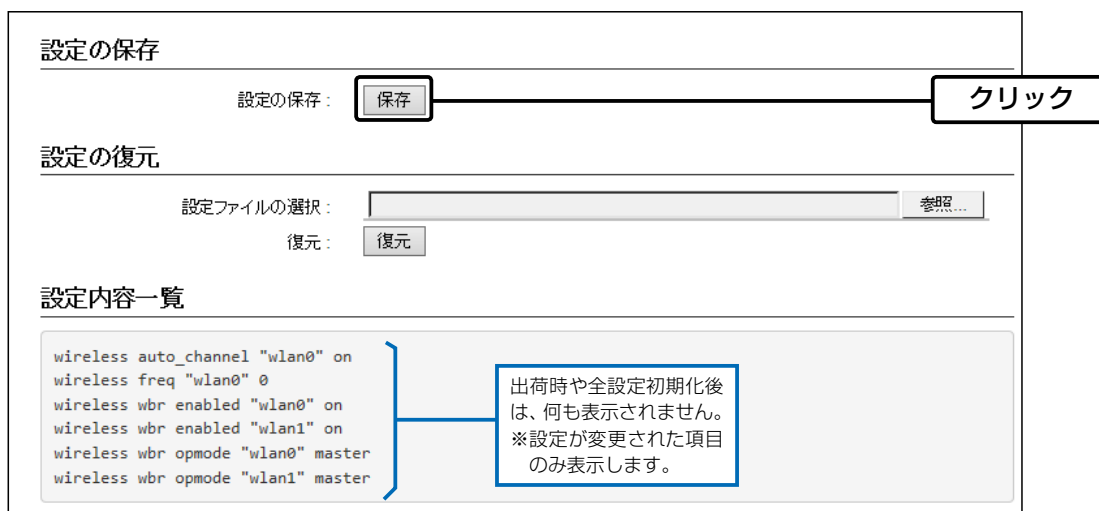 設定の保存
設定の保存 : 保存
クリック
設定の復元
設定ファイルの選択 : 参照...
復元 : 復元
設定内容一覧
wireless auto_channel "wlan0" on
wireless freq "wlan0" 0
wireless wbr enabled "wlan0" on
wireless wbr enabled "wlan1" on
wireless wbr opmode "wlan0" master
wireless wbr opmode "wlan1" master
出荷時や全設定初期化後
は、何も表示されません。
※設定が変更された項目
のみ表示します。